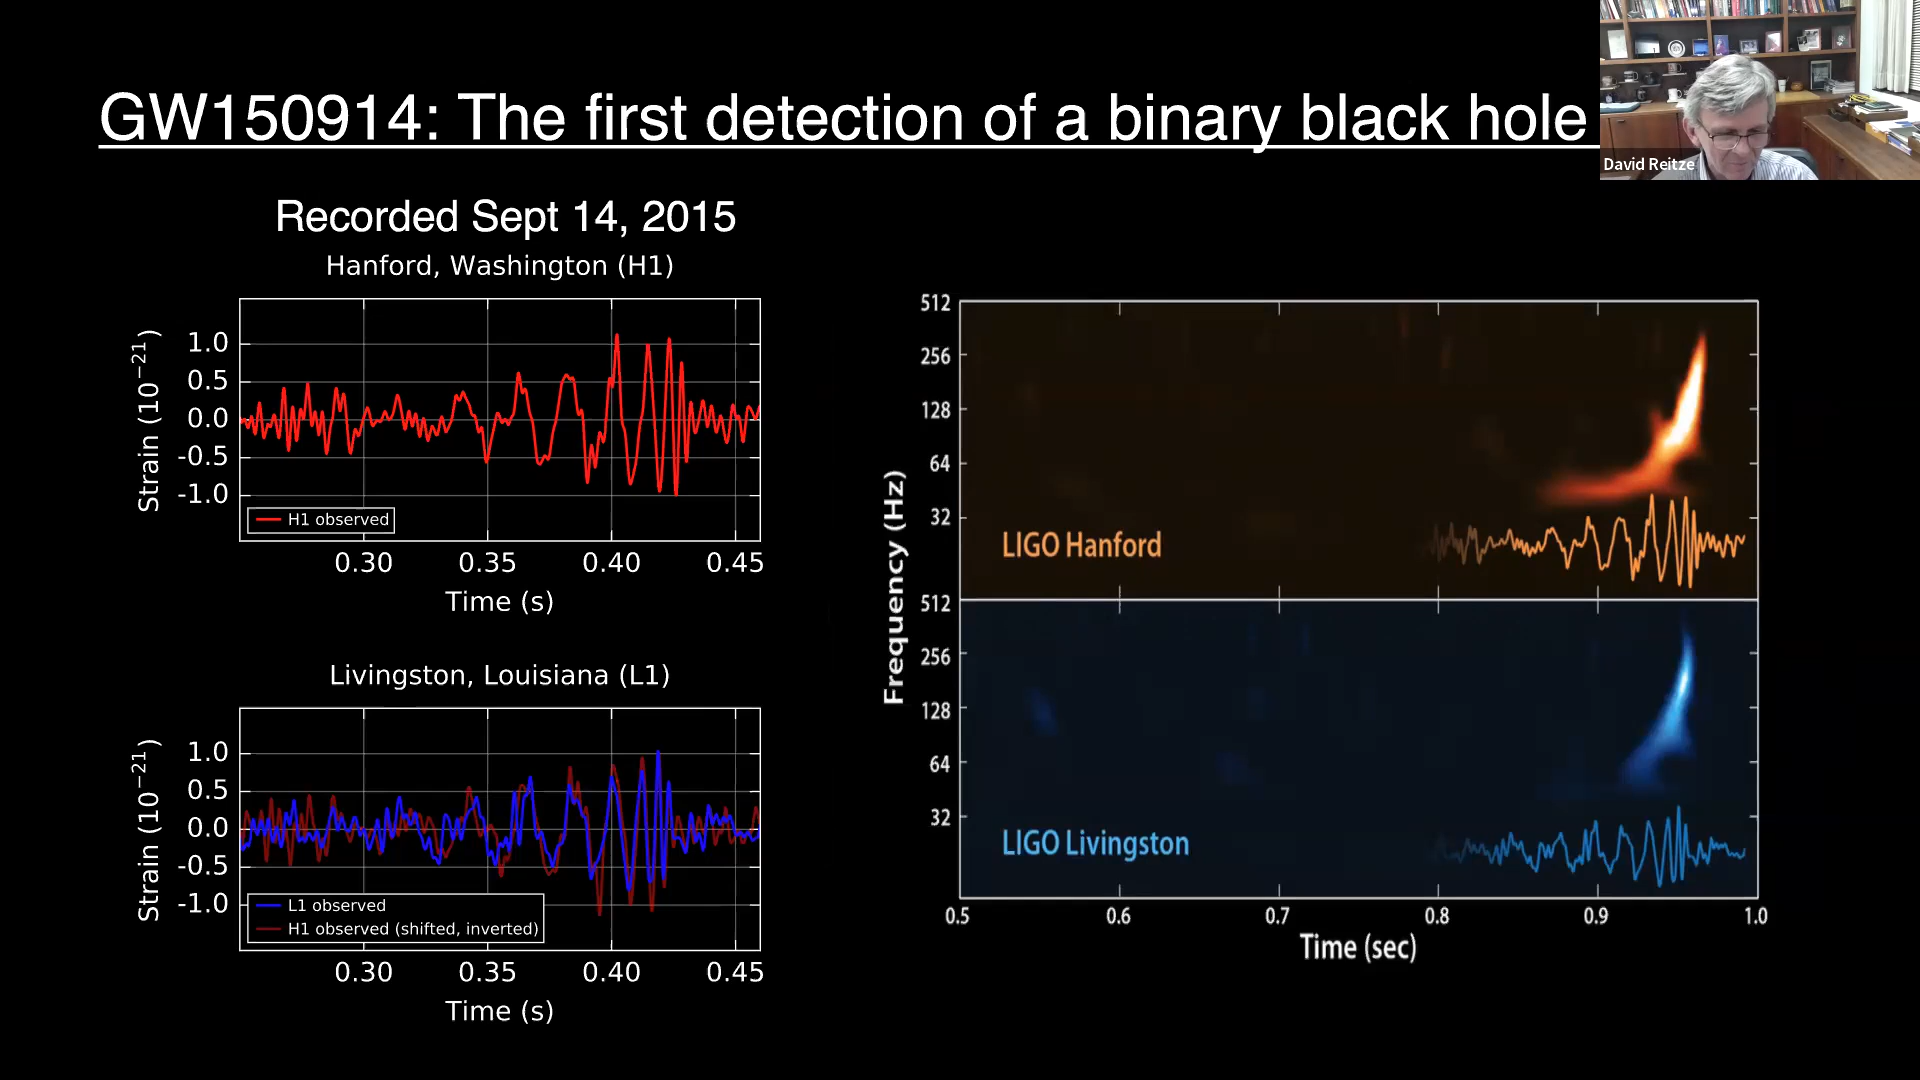 GW150914: The first detection of a binary black hole
David Reitze
Recorded Sept 14, 2015
Hanford, Washington (H1)
Strain (10−21)
1.0
0.5
0.0
-0.5
-1.0
H1 observed
0.30 0.35 0.40 0.45
Time (s)
Livingston, Louisiana (L1)
Strain (10−21)
1.0
0.5
0.0
-0.5
-1.0
L1 observed
H1 observed (shifted, inverted)
0.30 0.35 0.40 0.45
Time (s)
Frequency (Hz)
512
256
128
64
32
LIGO Hanford
512
256
128
64
32
LIGO Livingston
0.5 0.6 0.7 0.8 0.9 1.0
Time (sec)